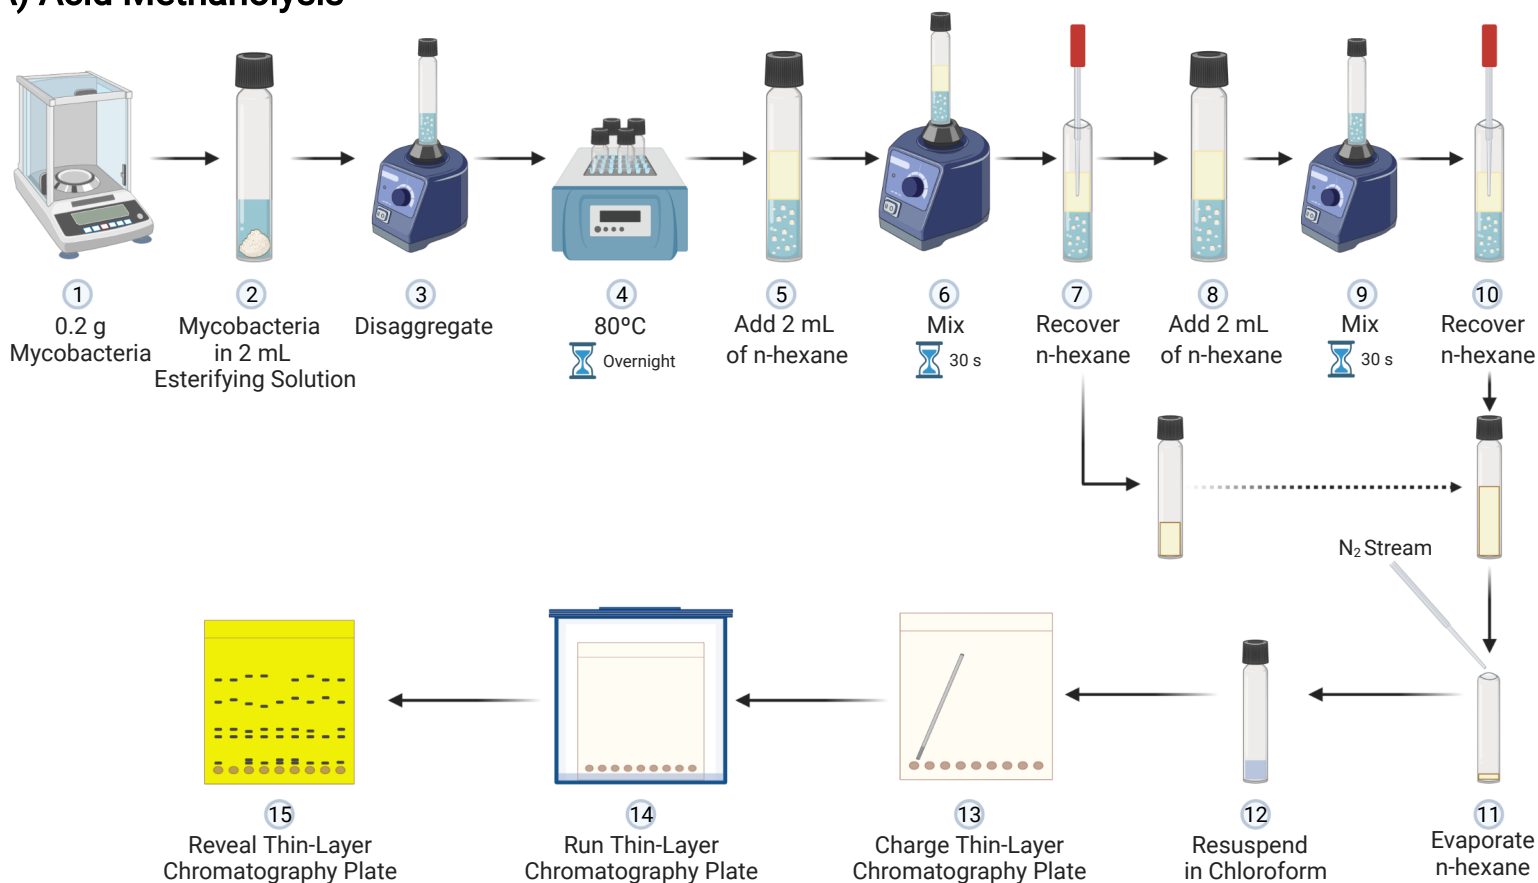 A) Acid Methanolysis
1
0.2 g
Mycobacteria
2
Mycobacteria
in 2 mL
Esterifying Solution
3
Disaggregate
4
80ºC
Overnight
5
Add 2 mL
of n-hexane
6
Mix
30 s
7
Recover
n-hexane
8
Add 2 mL
of n-hexane
9
Mix
30 s
10
Recover
n-hexane
N₂ Stream
15
Reveal Thin-Layer
Chromatography Plate
14
Run Thin-Layer
Chromatography Plate
13
Charge Thin-Layer
Chromatography Plate
12
Resuspend
in Chloroform
11
Evaporate
n-hexane